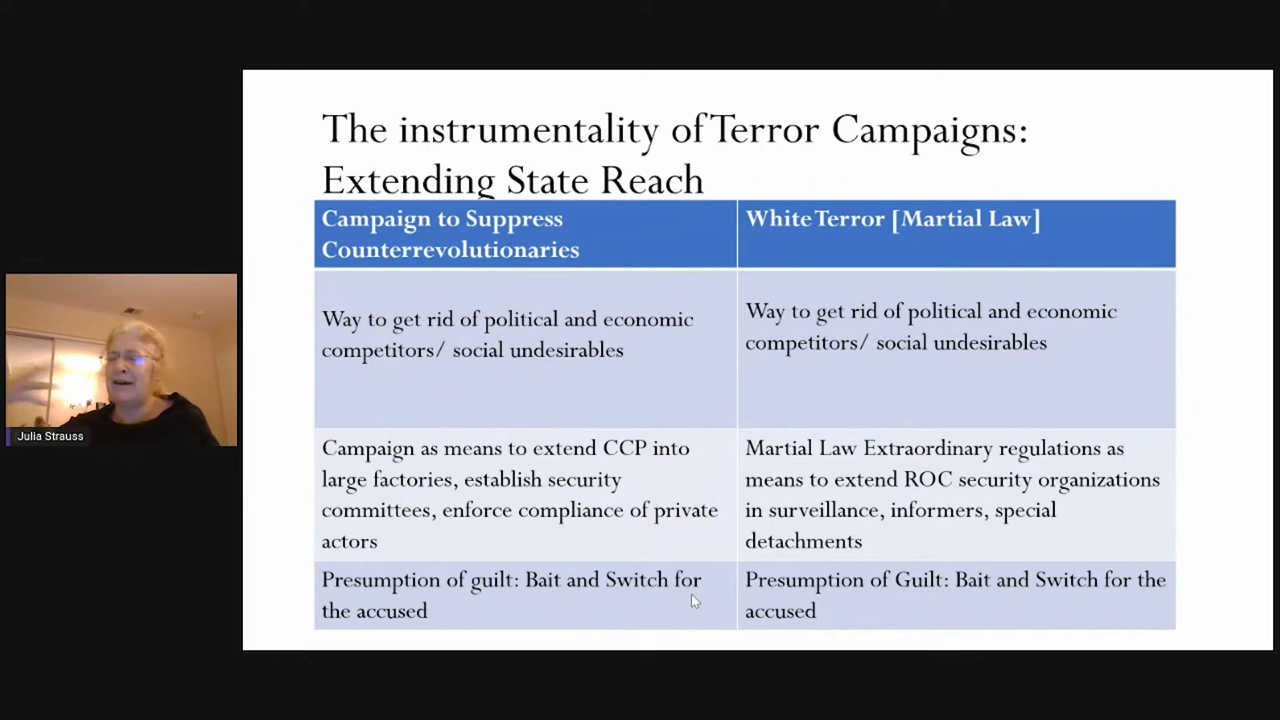 The instrumentality of Terror Campaigns:
Extending State Reach
Campaign to Suppress
Counterrevolutionaries
White Terror [Martial Law]
Way to get rid of political and economic
competitors/ social undesirables
Way to get rid of political and economic
competitors/ social undesirables
Campaign as means to extend CCP into
large factories, establish security
committees, enforce compliance of private
actors
Martial Law Extraordinary regulations as
means to extend ROC security organizations
in surveillance, informers, special
detachments
Presumption of guilt: Bait and Switch for
the accused
Presumption of Guilt: Bait and Switch for the
accused
Julia Strauss